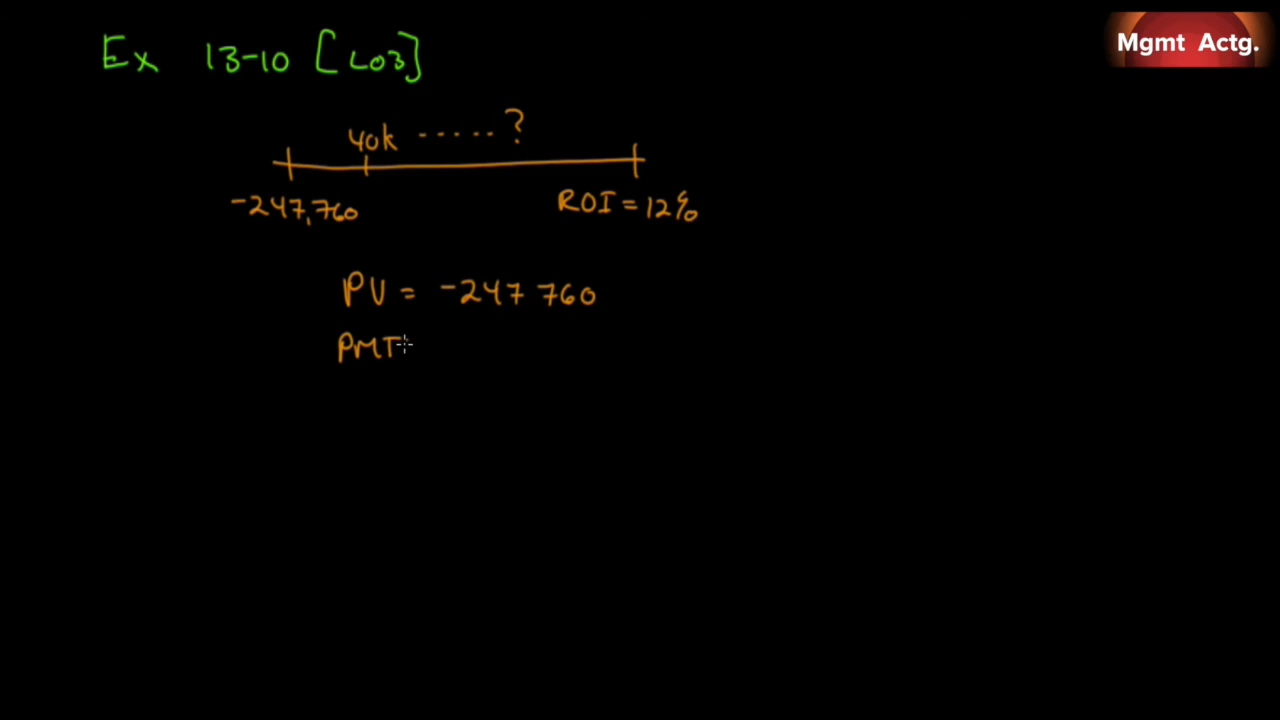 Mgmt Actg.
Ex 13-10 [LO3]
40k ----- ?
-247,760 ROI = 12%
PV = -247 760
PMT